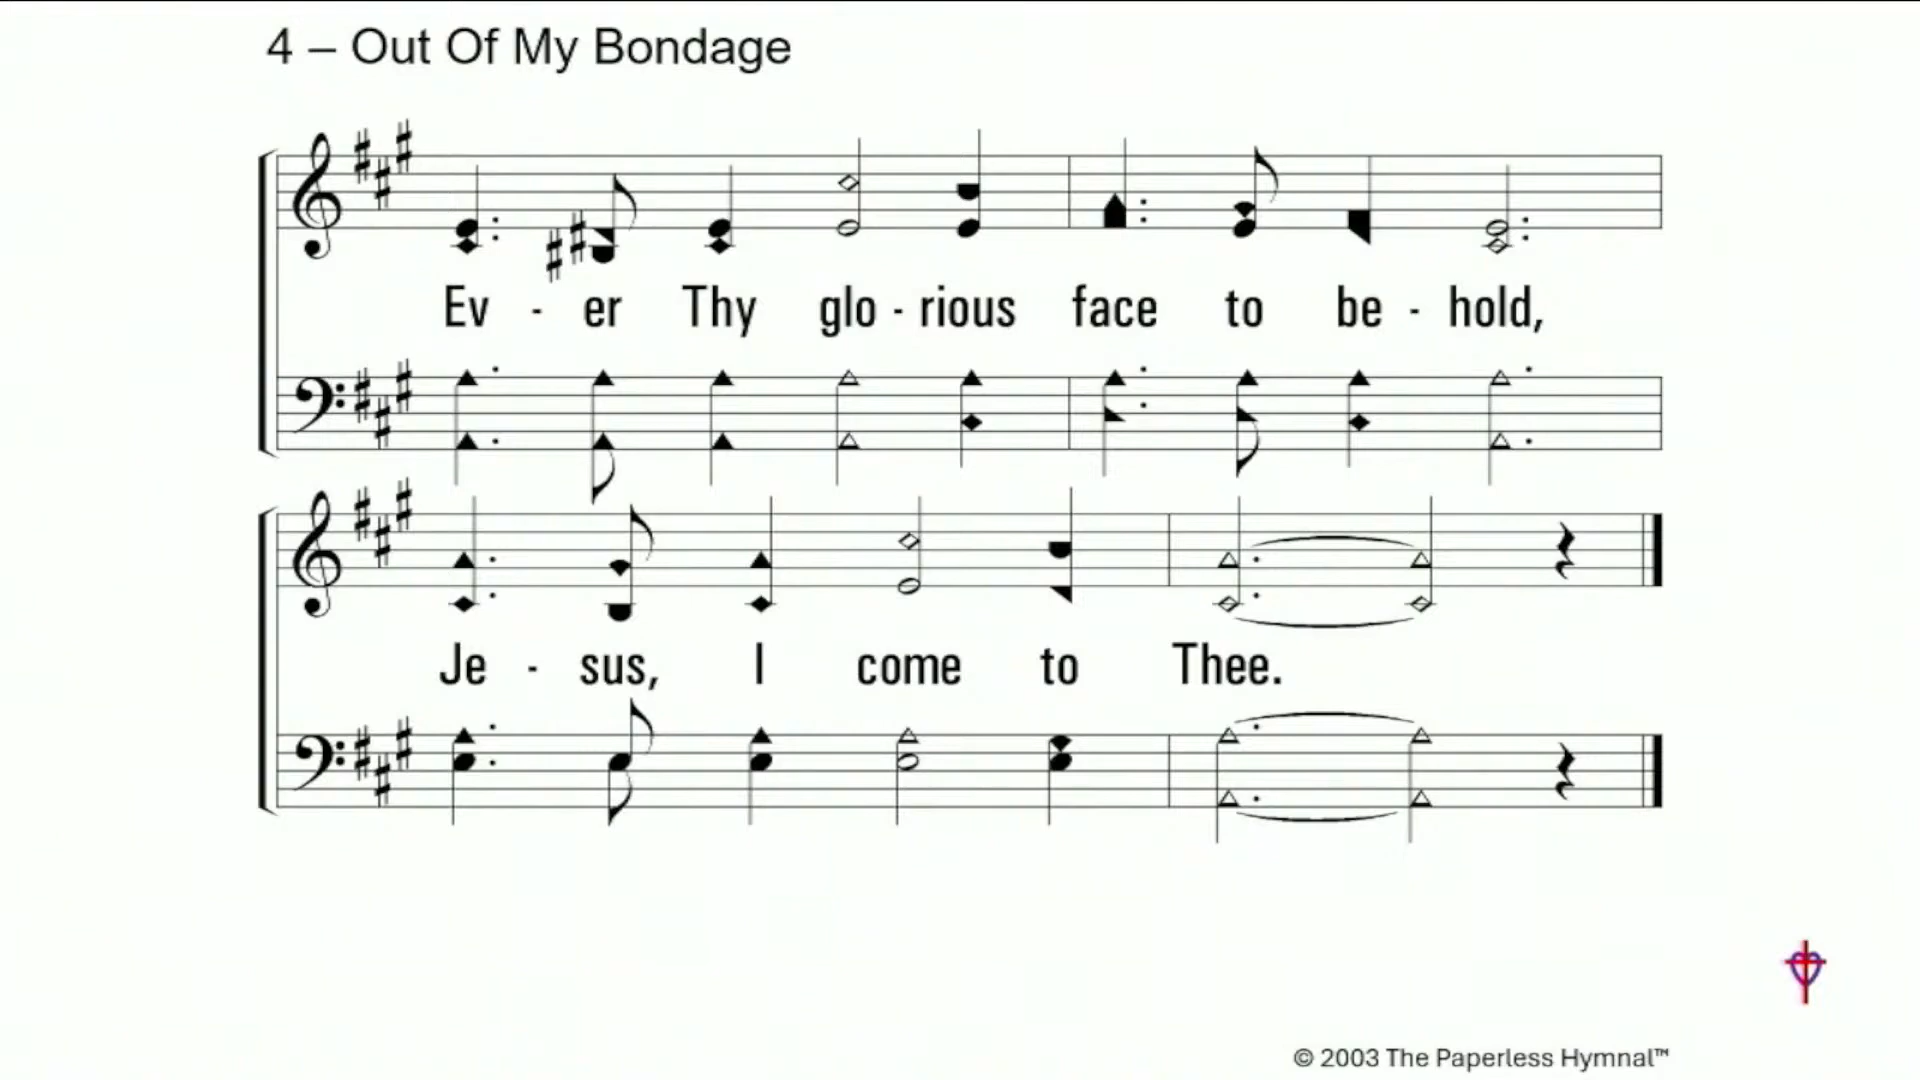 4 – Out Of My Bondage
Ev - er Thy glo - rious face to be - hold,
Je - sus, I come to Thee.
© 2003 The Paperless Hymnal™